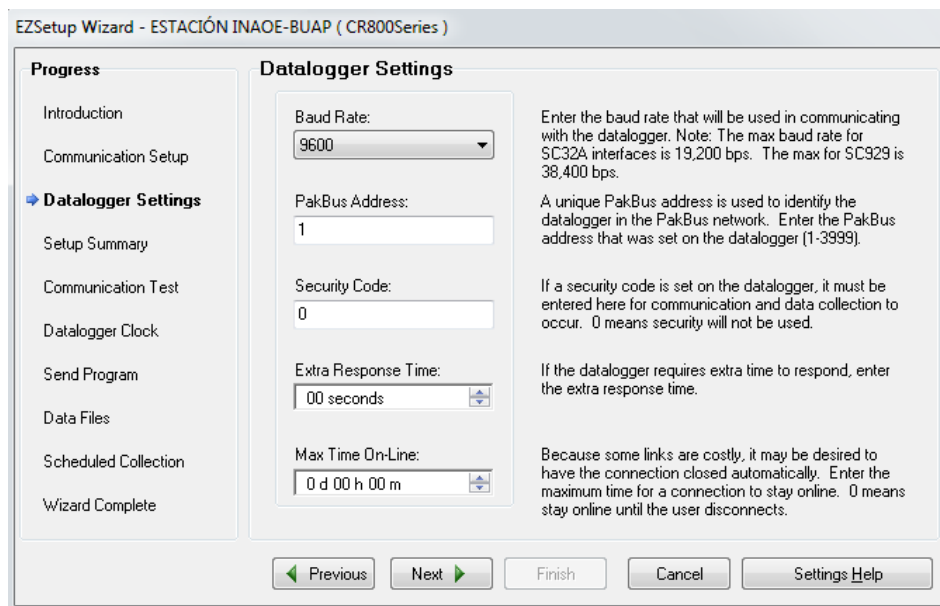 EZSetup Wizard - ESTACIÓN INAOE-BUAP ( CR800Series )
Progress
Introduction
Communication Setup
Datalogger Settings
Setup Summary
Communication Test
Datalogger Clock
Send Program
Data Files
Scheduled Collection
Wizard Complete
Datalogger Settings
Baud Rate:
9600
Enter the baud rate that will be used in communicating
with the datalogger. Note: The max baud rate for
SC32A interfaces is 19,200 bps. The max for SC929 is
38,400 bps.
PakBus Address:
1
A unique PakBus address is used to identify the
datalogger in the PakBus network. Enter the PakBus
address that was set on the datalogger (1-3999).
Security Code:
0
If a security code is set on the datalogger, it must be
entered here for communication and data collection to
occur. 0 means security will not be used.
Extra Response Time:
00 seconds
If the datalogger requires extra time to respond, enter
the extra response time.
Max Time On-Line:
0 d 00 h 00 m
Because some links are costly, it may be desired to
have the connection closed automatically. Enter the
maximum time for a connection to stay online. 0 means
stay online until the user disconnects.
Previous
Next
Finish
Cancel
Settings Help